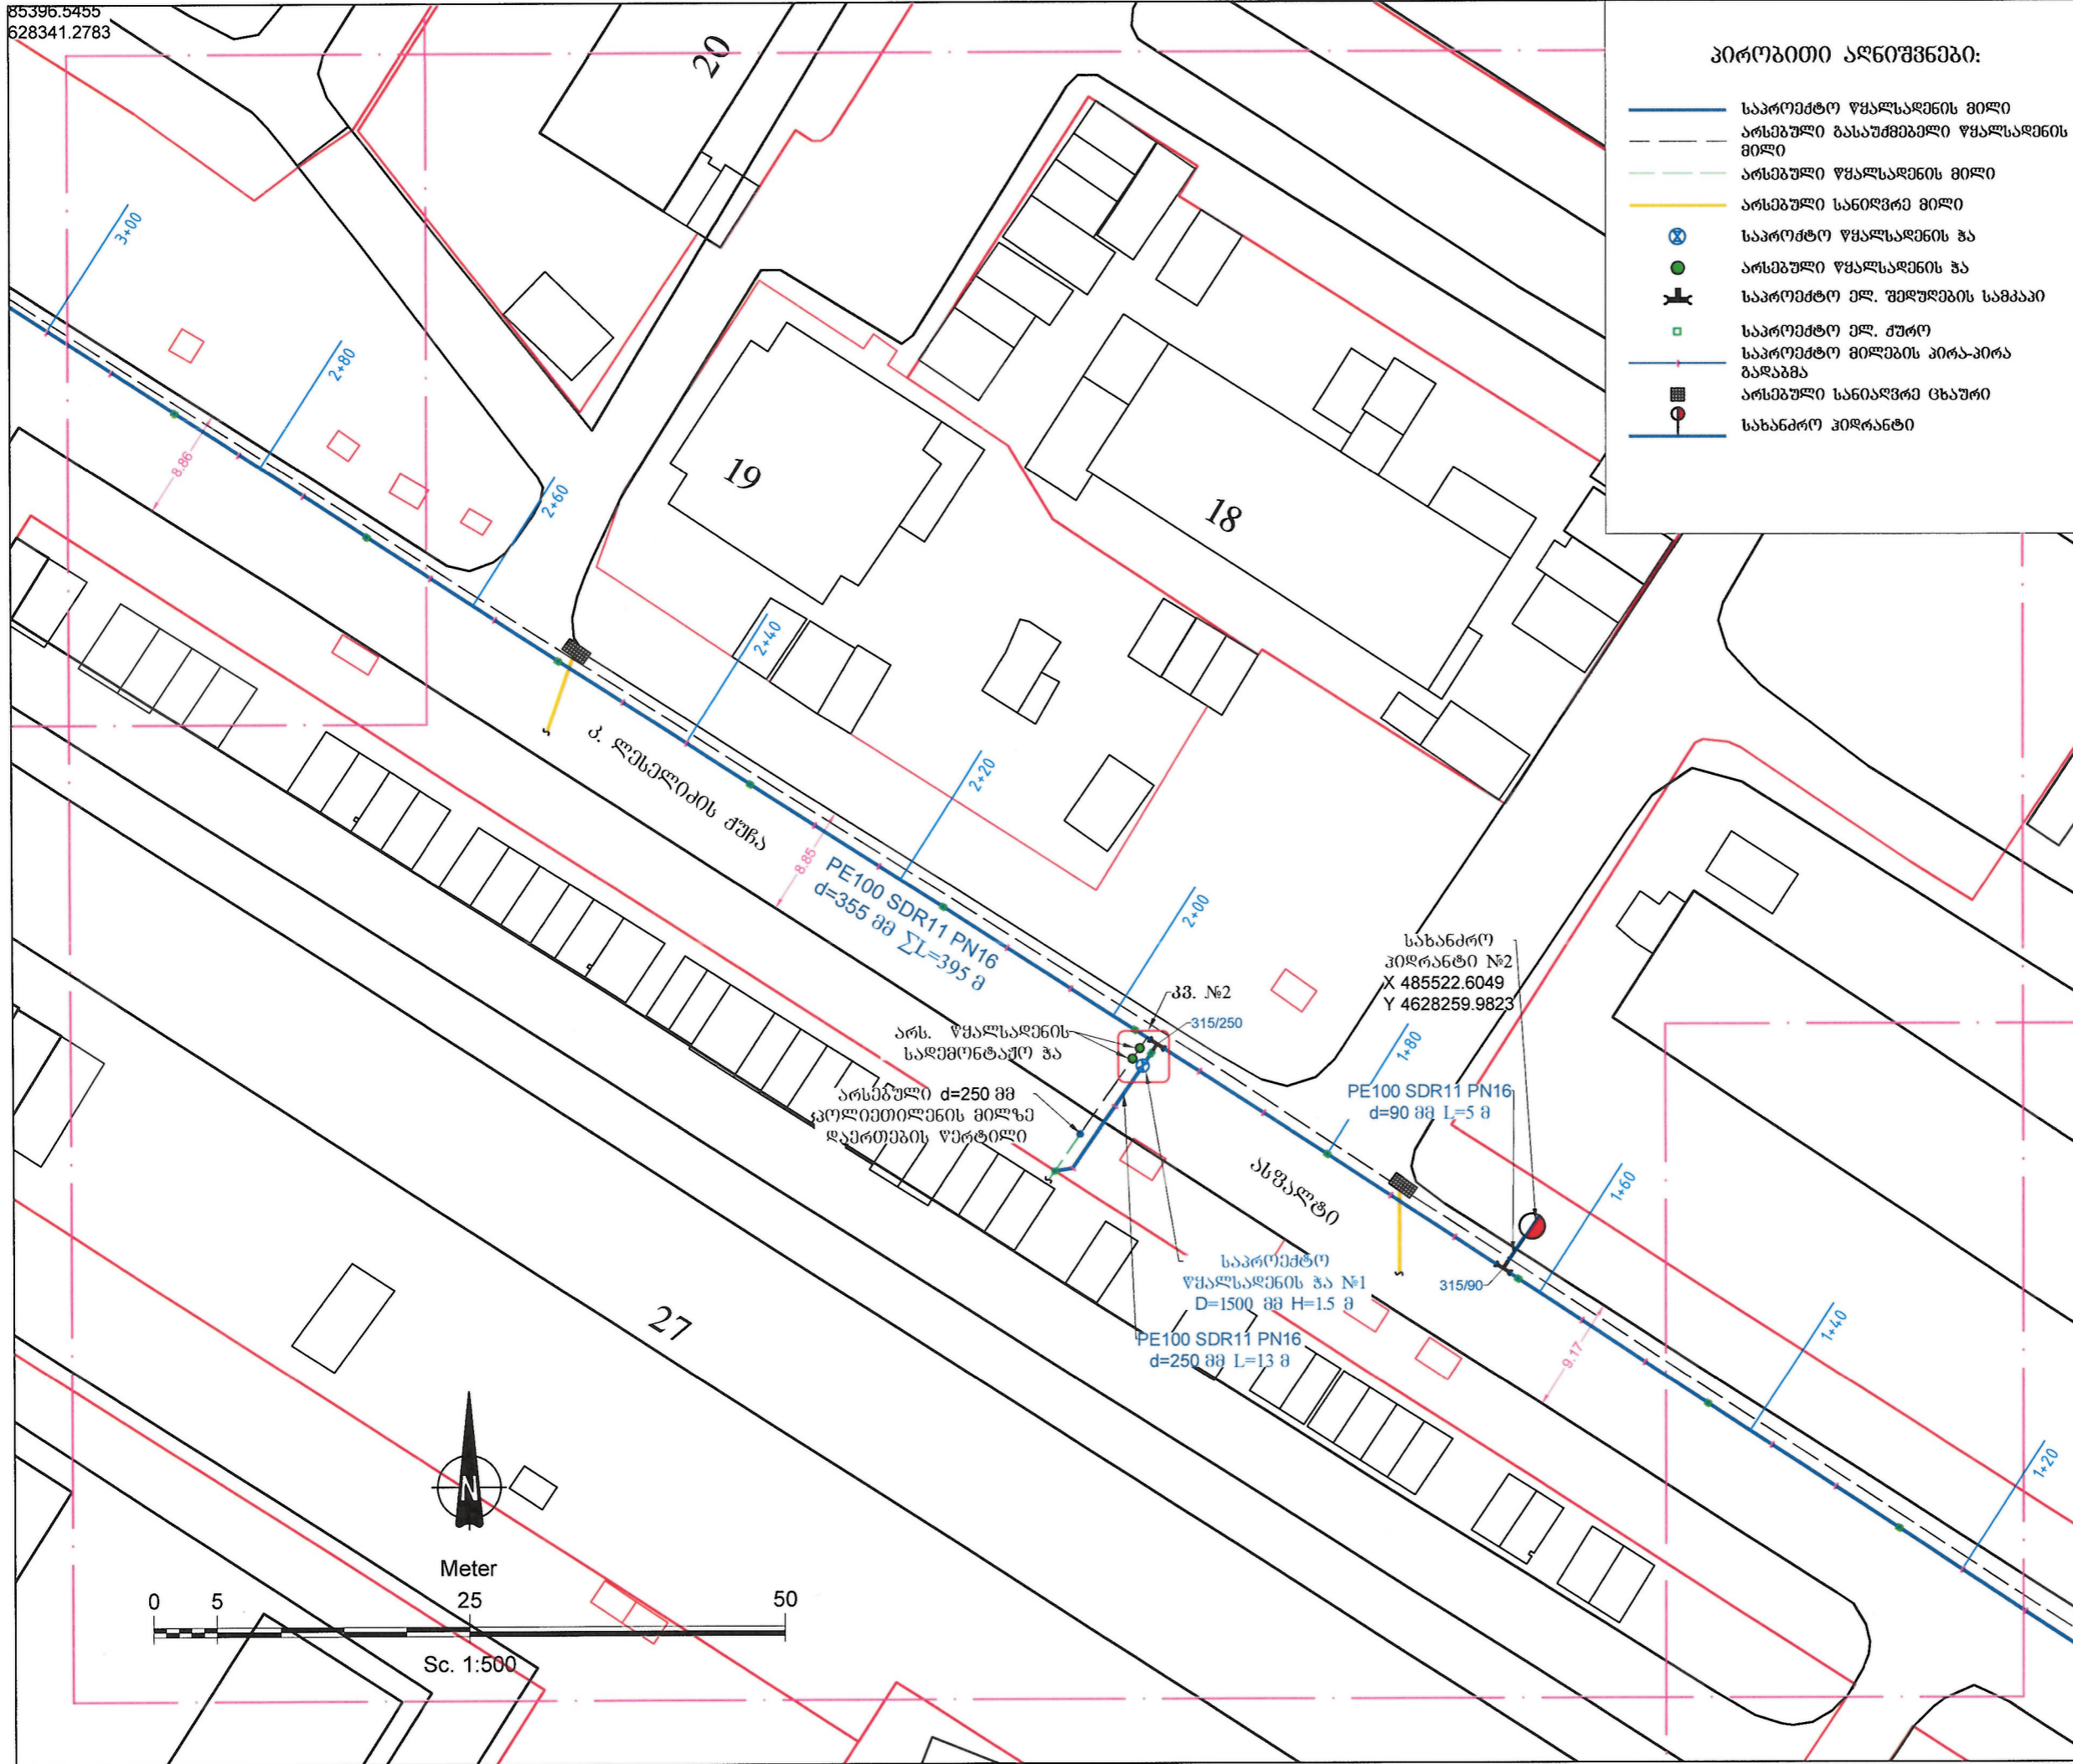 85396.5455
628341.2783
პირობითი აღნიშვნები:
საპროექტო წყალსადენის მილი
არსებული გასაუქმებელი წყალსადენის
მილი
არსებული წყალსადენის მილი
არსებული სანიღვრე მილი
საპროქტო წყალსადენის ჭა
არსებული წყალსადენის ჭა
საპროექტო ელ. შედუღების სამკაპი
საპროექტო ელ. ქურო
საპროექტო მილების პირა-პირა
გადაბმა
არსებული სანიაღვრე ცხაური
სახანძრო ჰიდრანტი
20
3+00
2+80
8.86
2+60
19
18
2+40
კ. ლესელიძის ქუჩა
2+20
8.85
PE100 SDR11 PN16
d=355 მმ ∑L=395 მ
2+00
სახანძრო
ჰიდრანტი №2
X 485522.6049
Y 4628259.9823
კვ. №2
315/250
არს. წყალსადენის
სადემონტაჟო ჭა
1+80
არსებული d=250 მმ
პოლიეთილენის მილზე
დაერთების წერტილი
PE100 SDR11 PN16
d=90 მმ L=5 მ
ასფალტი
1+60
საპროექტო
წყალსადენის ჭა №1
D=1500 მმ H=1.5 მ
315/90
PE100 SDR11 PN16
d=250 მმ L=13 მ
9.17
1+40
27
1+20
N
Meter
0 5 25 50
Sc. 1:500